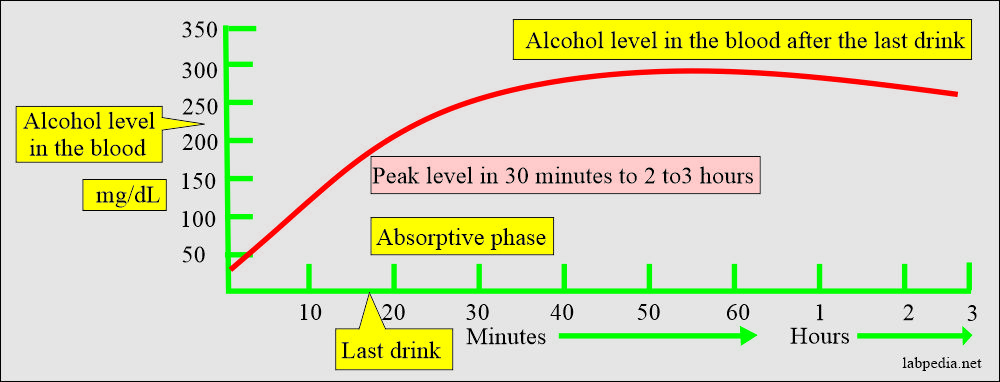 350
300
250
200
150
100
50
Alcohol level in the blood after the last drink
Alcohol level
in the blood
mg/dL
Peak level in 30 minutes to 2 to3 hours
Absorptive phase
10 20 30 40 50 60 1 2 3
Last drink
Minutes
Hours
labpedia.net